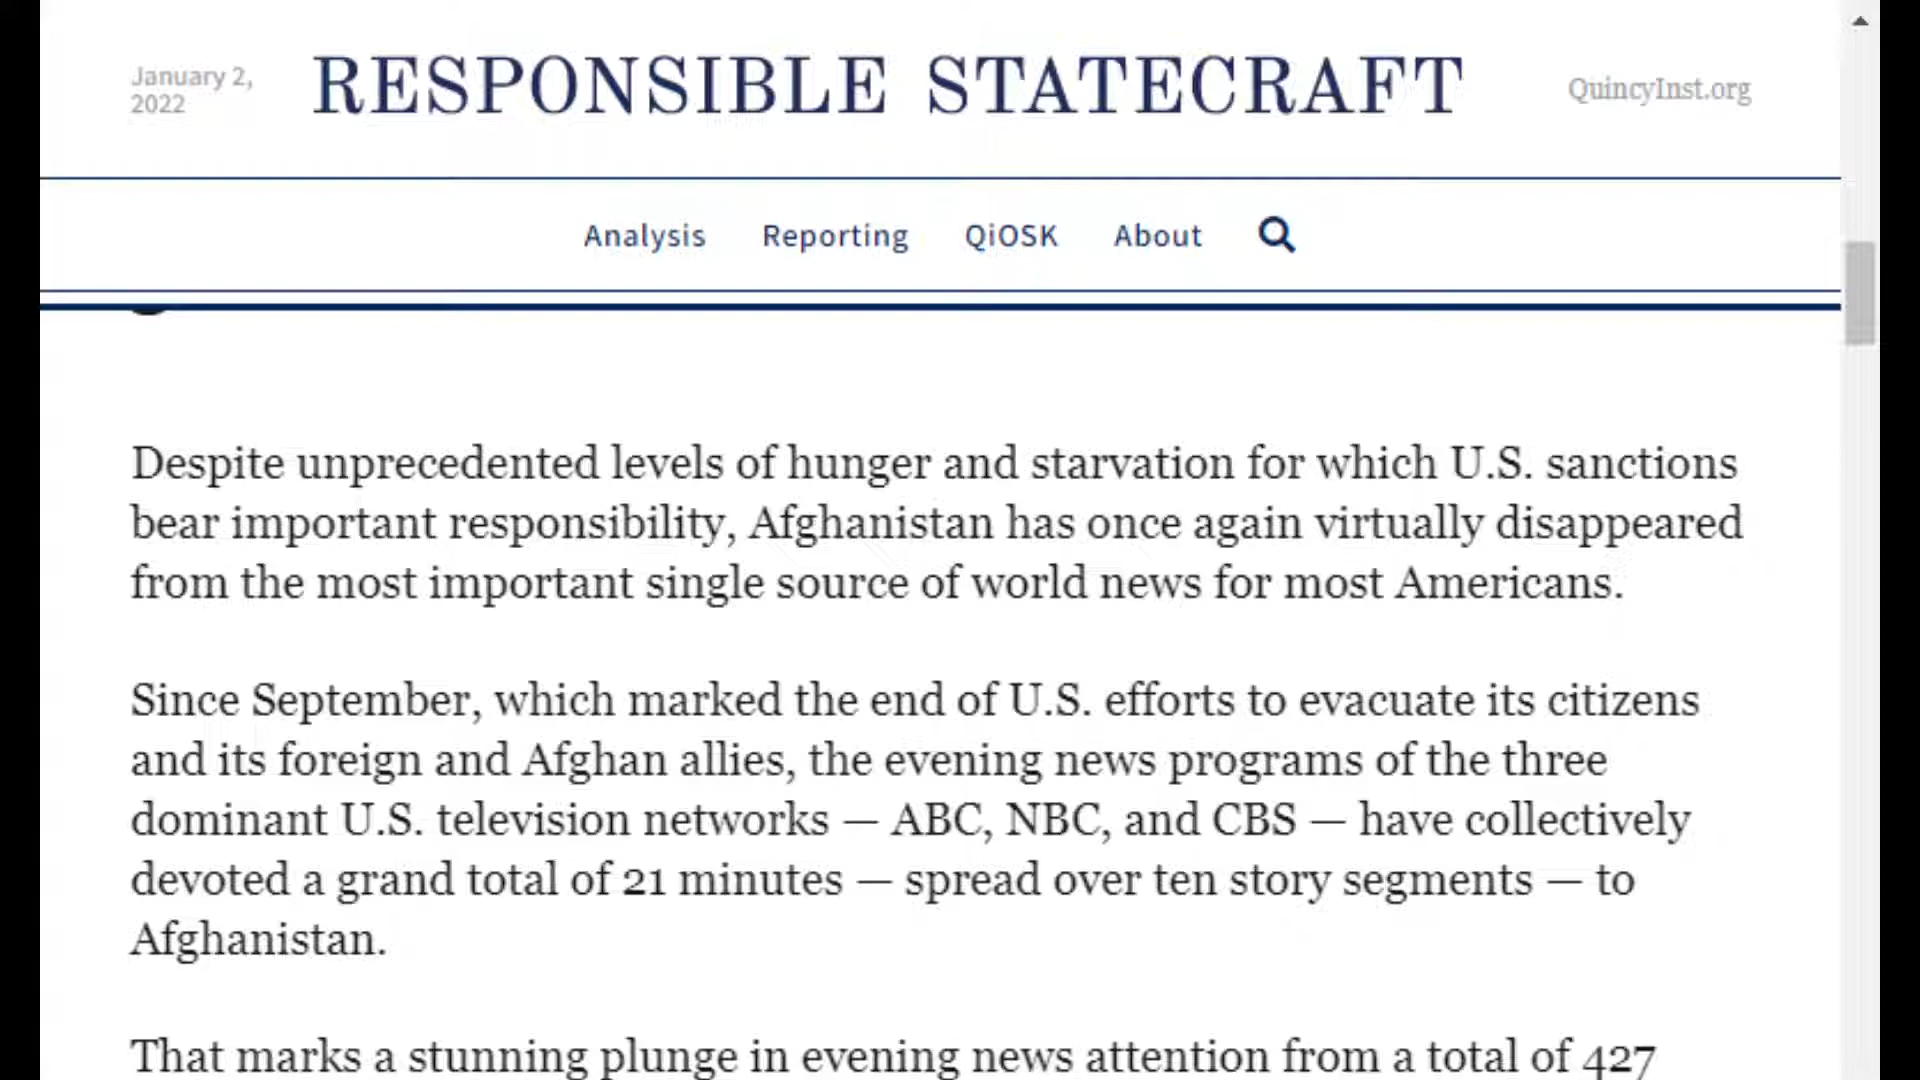 January 2,
2022
RESPONSIBLE STATECRAFT
QuincyInst.org
Analysis Reporting QiOSK About
Despite unprecedented levels of hunger and starvation for which U.S. sanctions
bear important responsibility, Afghanistan has once again virtually disappeared
from the most important single source of world news for most Americans.
Since September, which marked the end of U.S. efforts to evacuate its citizens
and its foreign and Afghan allies, the evening news programs of the three
dominant U.S. television networks — ABC, NBC, and CBS — have collectively
devoted a grand total of 21 minutes — spread over ten story segments — to
Afghanistan.
That marks a stunning plunge in evening news attention from a total of 427